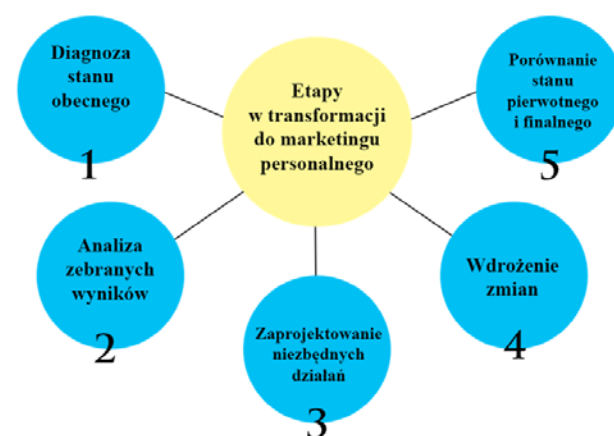 Etapy
w transformacji
do marketingu
personalnego
Diagnoza
stanu
obecnego
1
Analiza
zebranych
wyników
2
Zaprojektowanie
niezbędnych
działań
3
Wdrożenie
zmian
4
Porównanie
stanu
pierwotnego
i finalnego
5